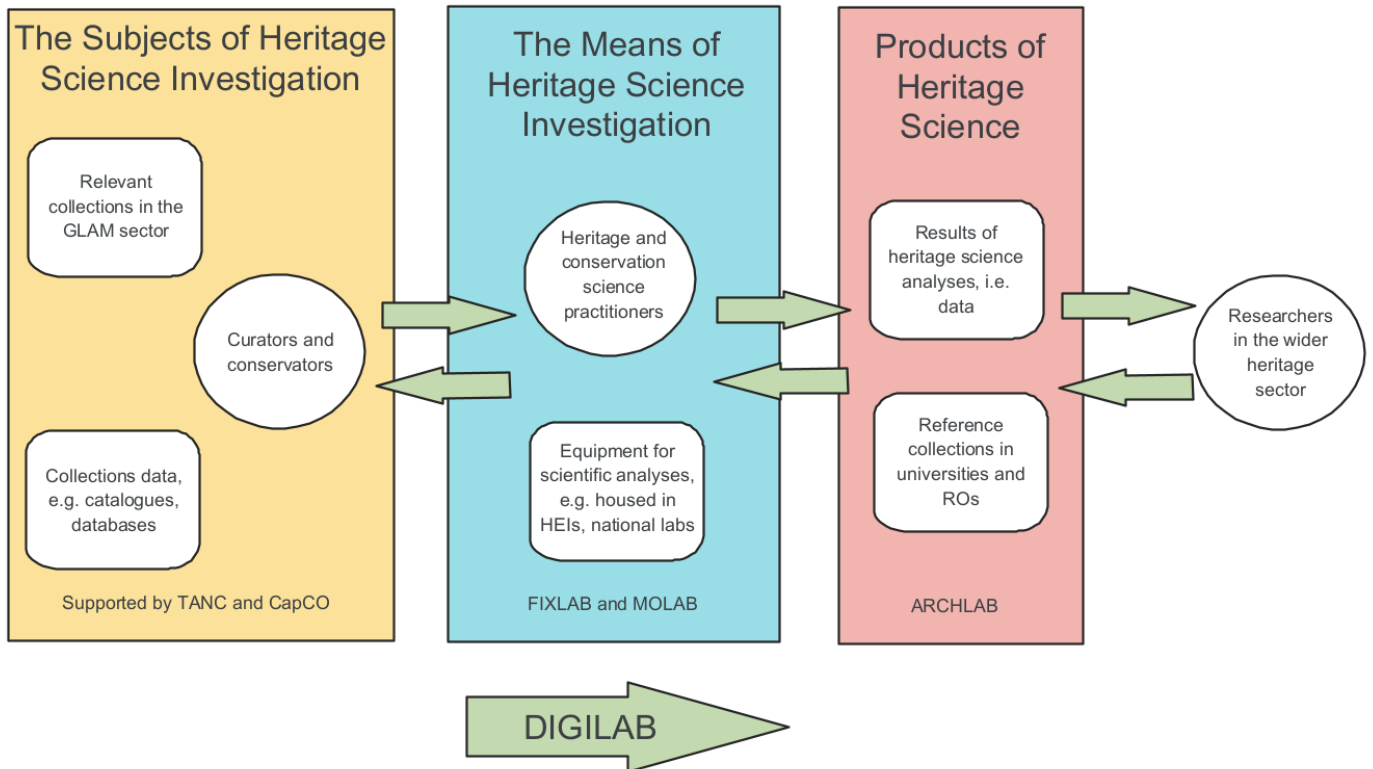 The Subjects of Heritage
Science Investigation
Relevant
collections in the
GLAM sector
Curators and
conservators
Collections data,
e.g. catalogues,
databases
Supported by TANC and CapCO
The Means of
Heritage Science
Investigation
Heritage and
conservation
science
practitioners
Equipment for
scientific analyses,
e.g. housed in
HEIs, national labs
FIXLAB and MOLAB
Products of
Heritage
Science
Results of
heritage science
analyses, i.e.
data
Reference
collections in
universities and
ROs
ARCHLAB
Researchers
in the wider
heritage
sector
DIGILAB